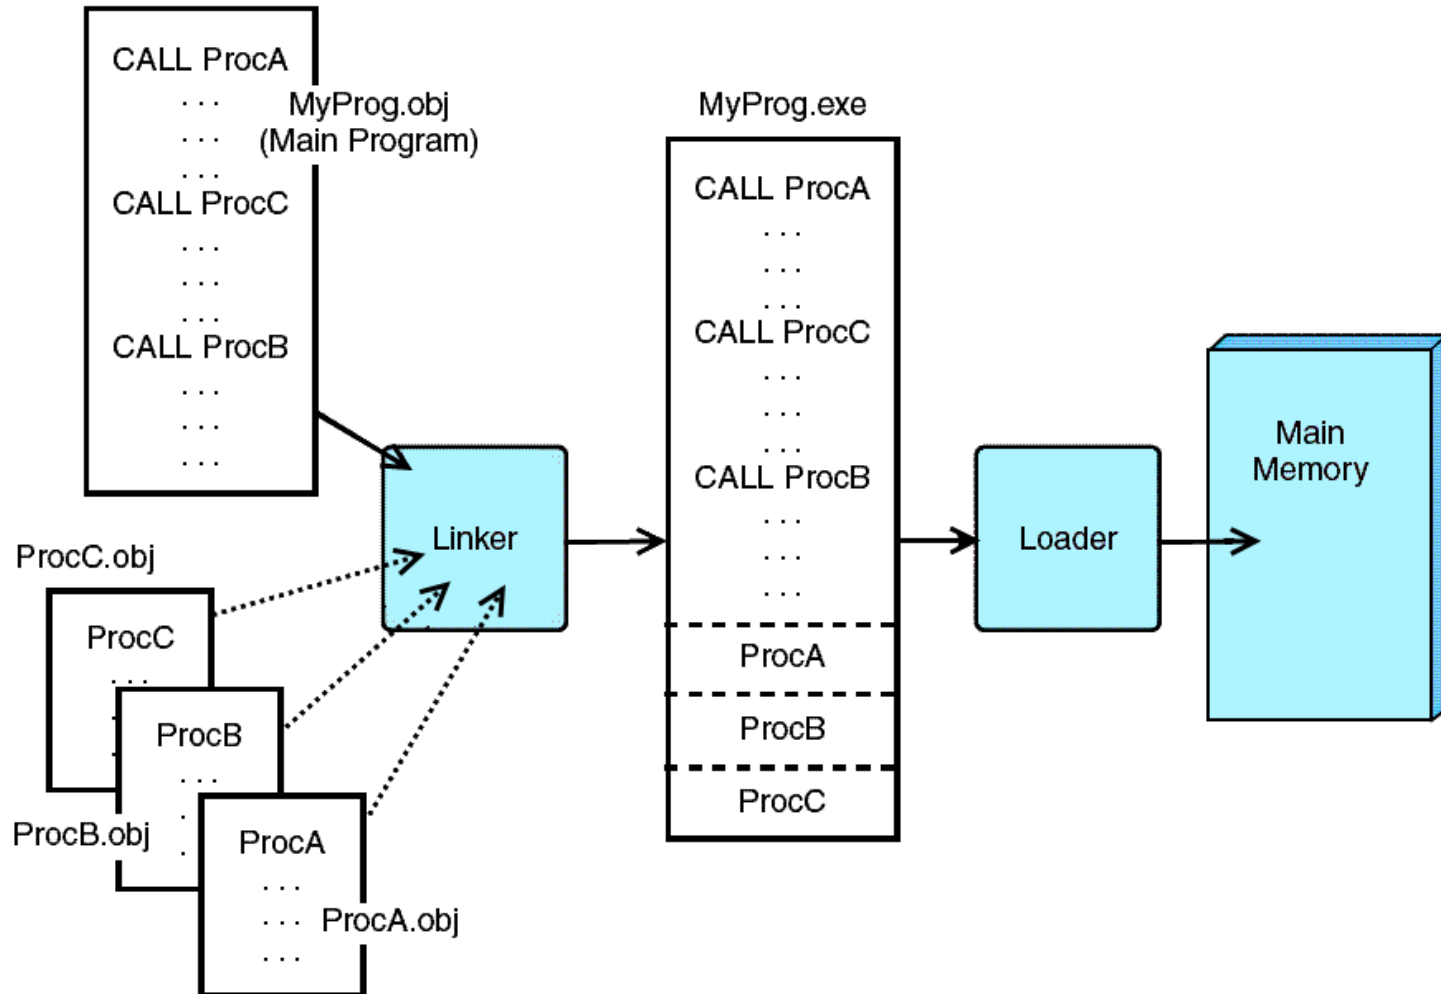 CALL ProcA
. . .
. . .
. . .
CALL ProcC
. . .
. . .
. . .
CALL ProcB
. . .
. . .
. . .
MyProg.obj
(Main Program)
ProcC.obj
ProcC
. . .
ProcB
. . .
ProcB.obj
ProcA
. . .
. . .
. . .
ProcA.obj
Linker
MyProg.exe
CALL ProcA
. . .
. . .
. . .
CALL ProcC
. . .
. . .
. . .
CALL ProcB
. . .
. . .
. . .
ProcA
ProcB
ProcC
Loader
Main
Memory